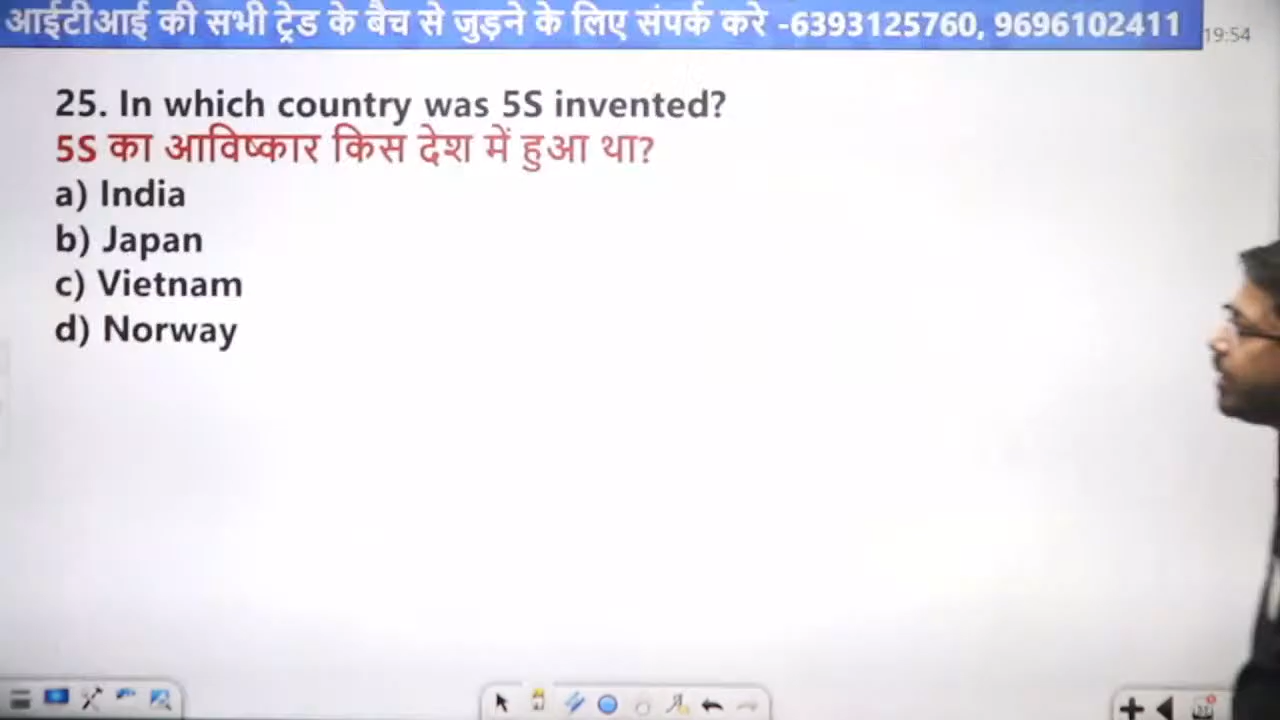 आईटीआई की सभी ट्रेड के बैच से जुड़ने के लिए संपर्क करे -6393125760, 9696102411
19:54
25. In which country was 5S invented?
5S का आविष्कार किस देश में हुआ था?
a) India
b) Japan
c) Vietnam
d) Norway